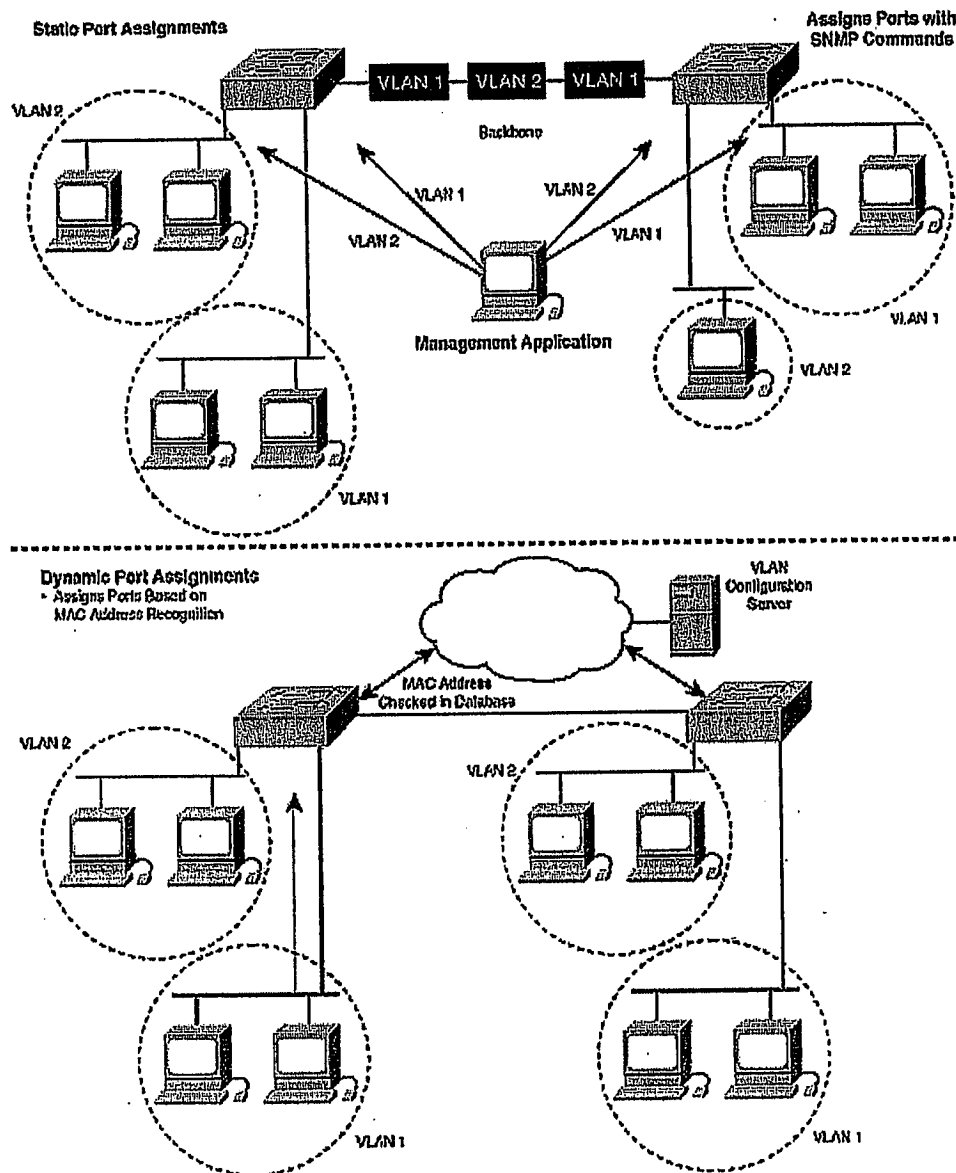 Static Port Assignments
Assigns Ports with
SNMP Commands
VLAN 1
VLAN 2
VLAN 1
VLAN 2
Backbone
VLAN 1
VLAN 2
VLAN 2
VLAN 1
Management Application
VLAN 1
VLAN 2
VLAN 1
Dynamic Port Assignments
• Assigns Ports Based on
MAC Address Recognition
VLAN
Configuration
Server
MAC Address
Checked in Database
VLAN 2
VLAN 2
VLAN 1
VLAN 1